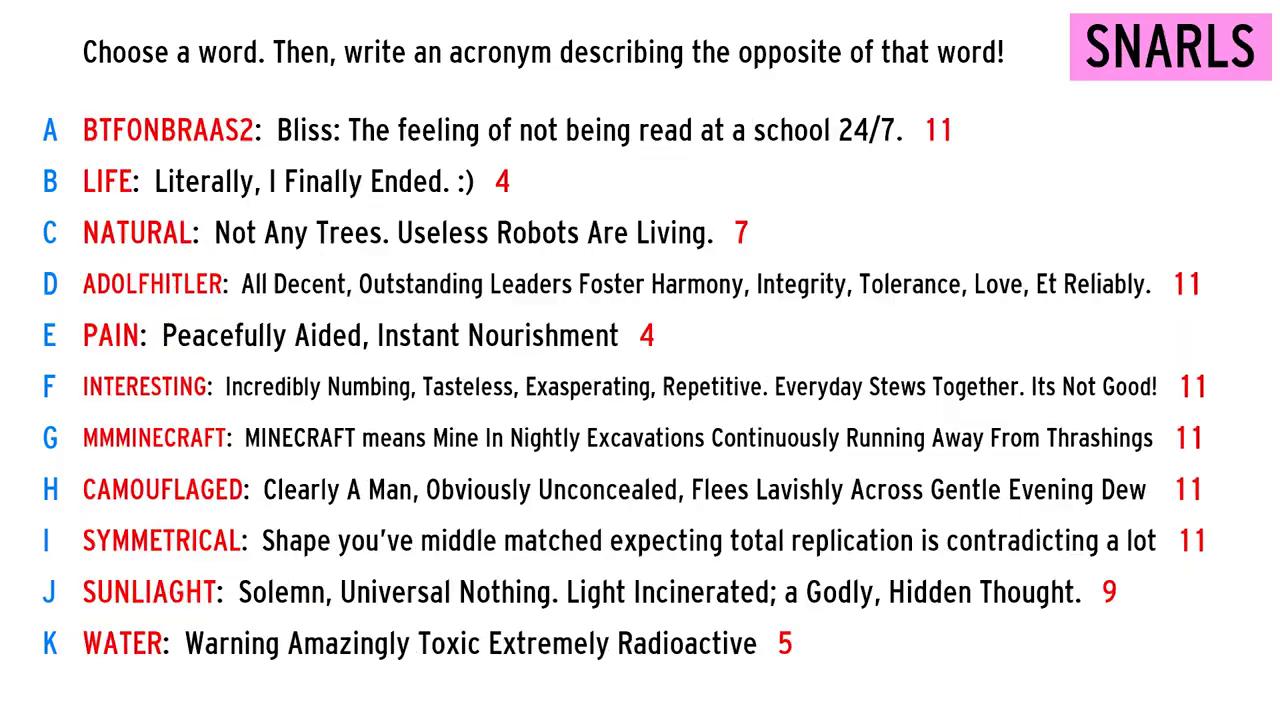 Choose a word. Then, write an acronym describing the opposite of that word!
SNARLS
A BTFONBRAAS2: Bliss: The feeling of not being read at a school 24/7. 11
B LIFE: Literally, I Finally Ended. :) 4
C NATURAL: Not Any Trees. Useless Robots Are Living. 7
D ADOLFHITLER: All Decent, Outstanding Leaders Foster Harmony, Integrity, Tolerance, Love, Et Reliably. 11
E PAIN: Peacefully Aided, Instant Nourishment 4
F INTERESTING: Incredibly Numbing, Tasteless, Exasperating, Repetitive. Everyday Stews Together. Its Not Good! 11
G MMMINECRAFT: MINECRAFT means Mine In Nightly Excavations Continuously Running Away From Thrashings 11
H CAMOUFLAGED: Clearly A Man, Obviously Unconcealed, Flees Lavishly Across Gentle Evening Dew 11
I SYMMETRICAL: Shape you've middle matched expecting total replication is contradicting a lot 11
J SUNLIAGHT: Solemn, Universal Nothing. Light Incinerated; a Godly, Hidden Thought. 9
K WATER: Warning Amazingly Toxic Extremely Radioactive 5